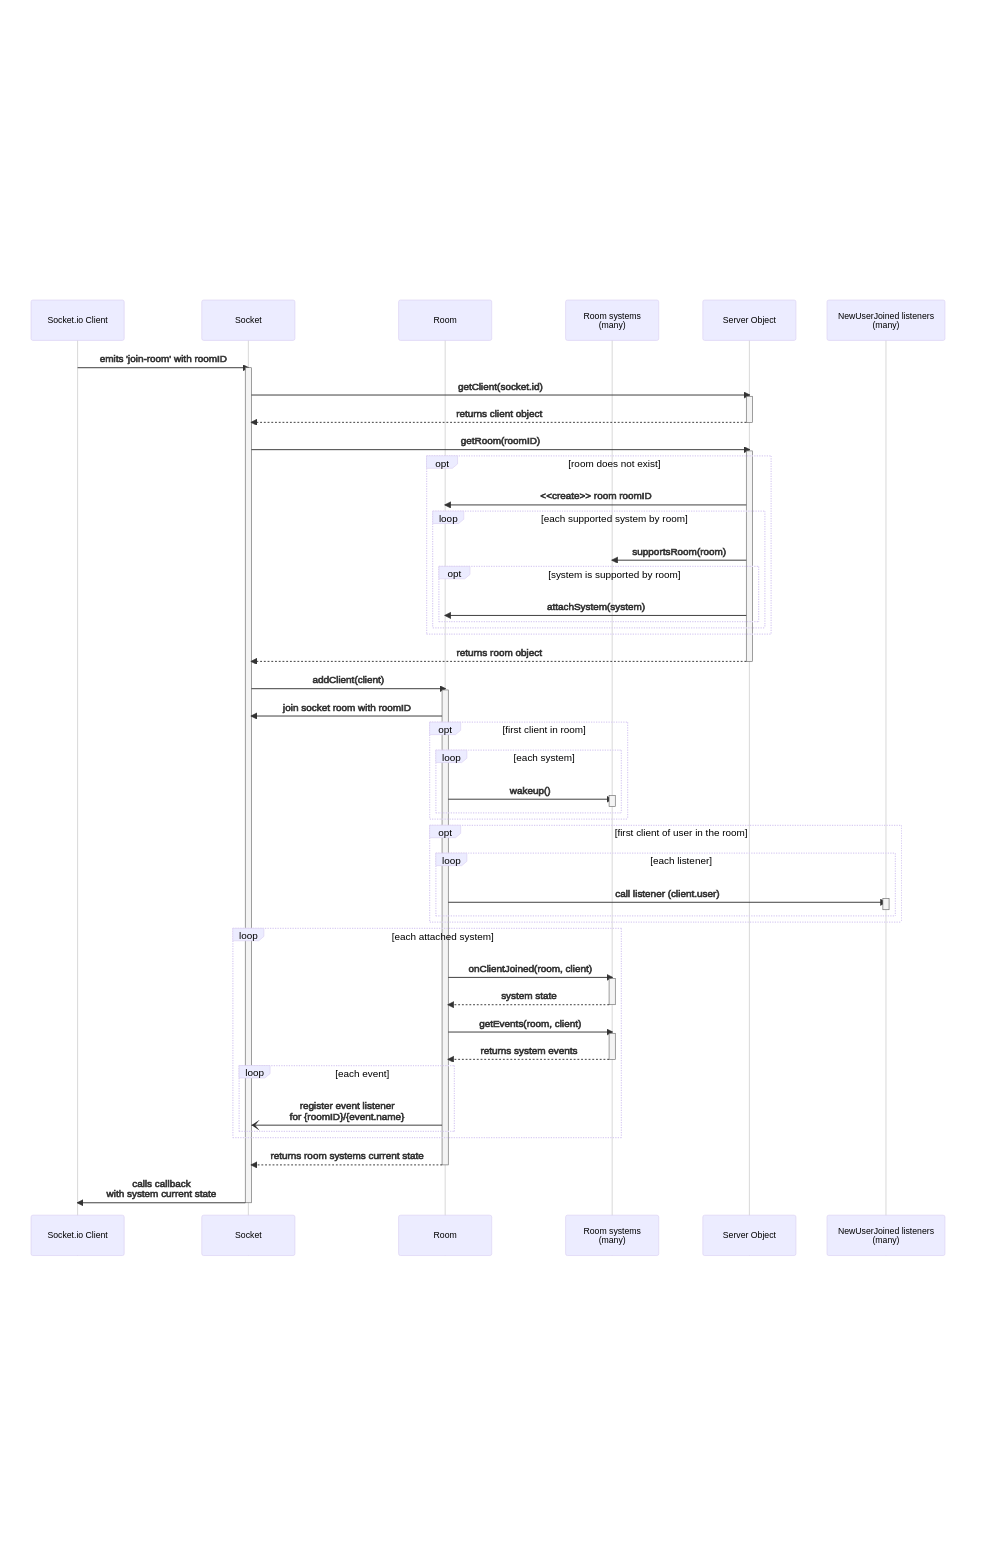 Socket.io Client
Socket
Room
Room systems
(many)
Server Object
NewUserJoined listeners
(many)
emits 'join-room' with roomID
getClient(socket.id)
returns client object
getRoom(roomID)
opt
[room does not exist]
<<create>> room roomID
loop
[each supported system by room]
supportsRoom(room)
opt
[system is supported by room]
attachSystem(system)
returns room object
addClient(client)
join socket room with roomID
opt
[first client in room]
loop
[each system]
wakeup()
opt
[first client of user in the room]
loop
[each listener]
call listener (client.user)
loop
[each attached system]
onClientJoined(room, client)
system state
getEvents(room, client)
returns system events
loop
[each event]
register event listener
for {roomID}/{event.name}
returns room systems current state
calls callback
with system current state
Socket.io Client
Socket
Room
Room systems
(many)
Server Object
NewUserJoined listeners
(many)